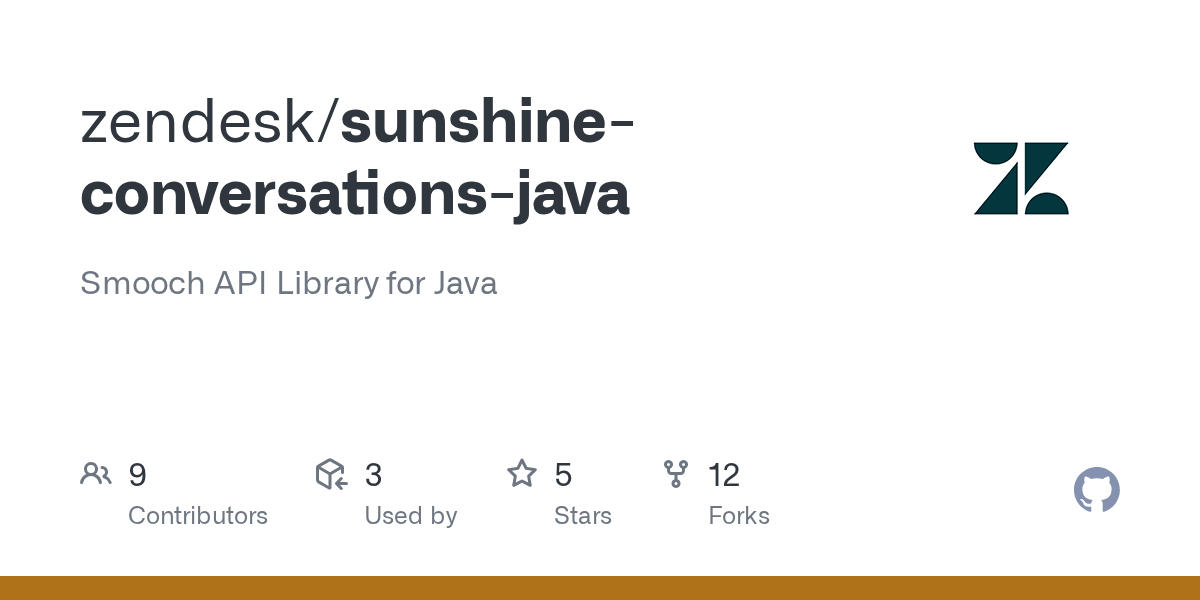 zendesk/sunshine-
conversations-java
Smooch API Library for Java
9 3 5 12
Contributors Used by Stars Forks